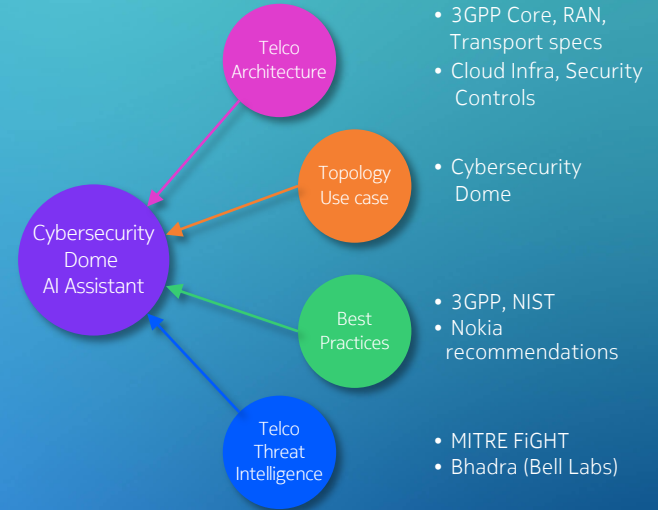 Telco
Architecture
• 3GPP Core, RAN,
Transport specs
• Cloud Infra, Security
Controls
Topology
Use case
• Cybersecurity
Dome
Cybersecurity
Dome
AI Assistant
Best
Practices
• 3GPP, NIST
• Nokia
recommendations
Telco
Threat
Intelligence
• MITRE FiGHT
• Bhadra (Bell Labs)